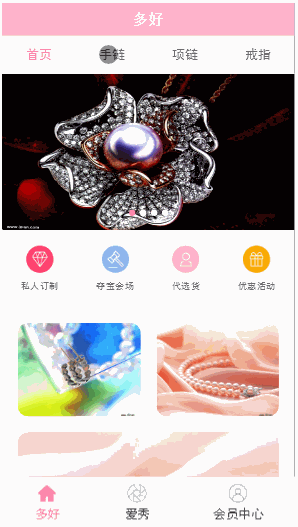 多好
首页 手链 项链 戒指
私人订制 夺宝会场 代选货 优惠活动
多好 爱秀 会员中心